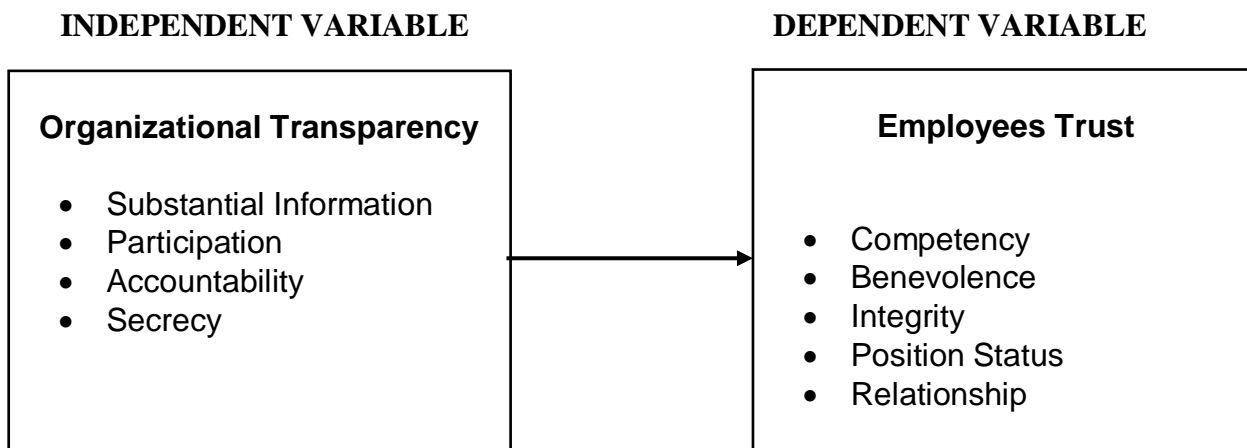 INDEPENDENT VARIABLE
DEPENDENT VARIABLE
Organizational Transparency
• Substantial Information
• Participation
• Accountability
• Secrecy
Employees Trust
• Competency
• Benevolence
• Integrity
• Position Status
• Relationship